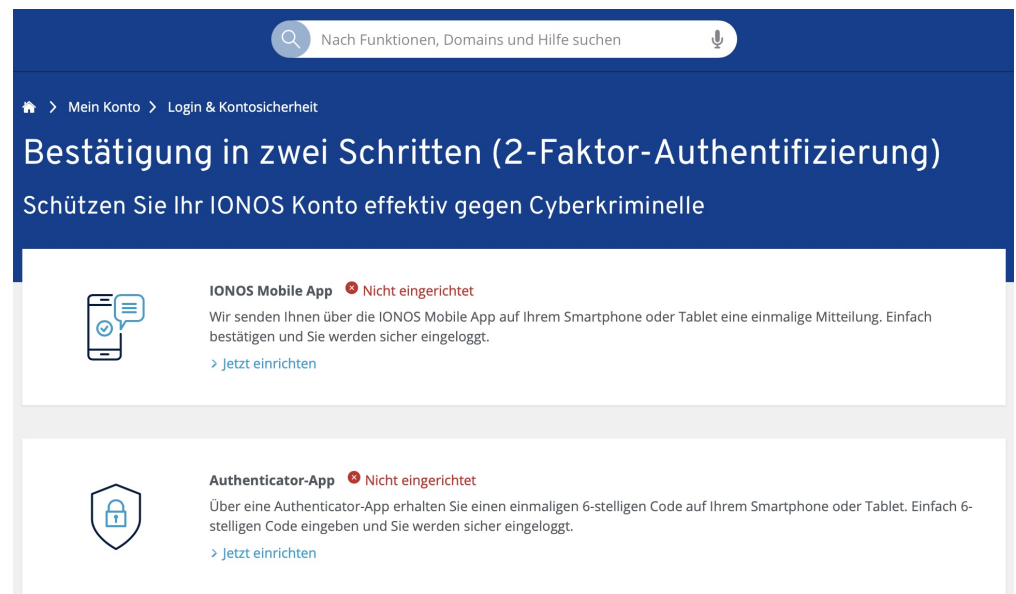 Nach Funktionen, Domains und Hilfe suchen
Mein Konto > Login & Kontosicherheit
Bestätigung in zwei Schritten (2-Faktor-Authentifizierung)
Schützen Sie Ihr IONOS Konto effektiv gegen Cyberkriminelle
IONOS Mobile App Nicht eingerichtet
Wir senden Ihnen über die IONOS Mobile App auf Ihrem Smartphone oder Tablet eine einmalige Mitteilung. Einfach
bestätigen und Sie werden sicher eingeloggt.
> Jetzt einrichten
Authenticator-App Nicht eingerichtet
Über eine Authenticator-App erhalten Sie einen einmaligen 6-stelligen Code auf Ihrem Smartphone oder Tablet. Einfach 6-
stelligen Code eingeben und Sie werden sicher eingeloggt.
> Jetzt einrichten